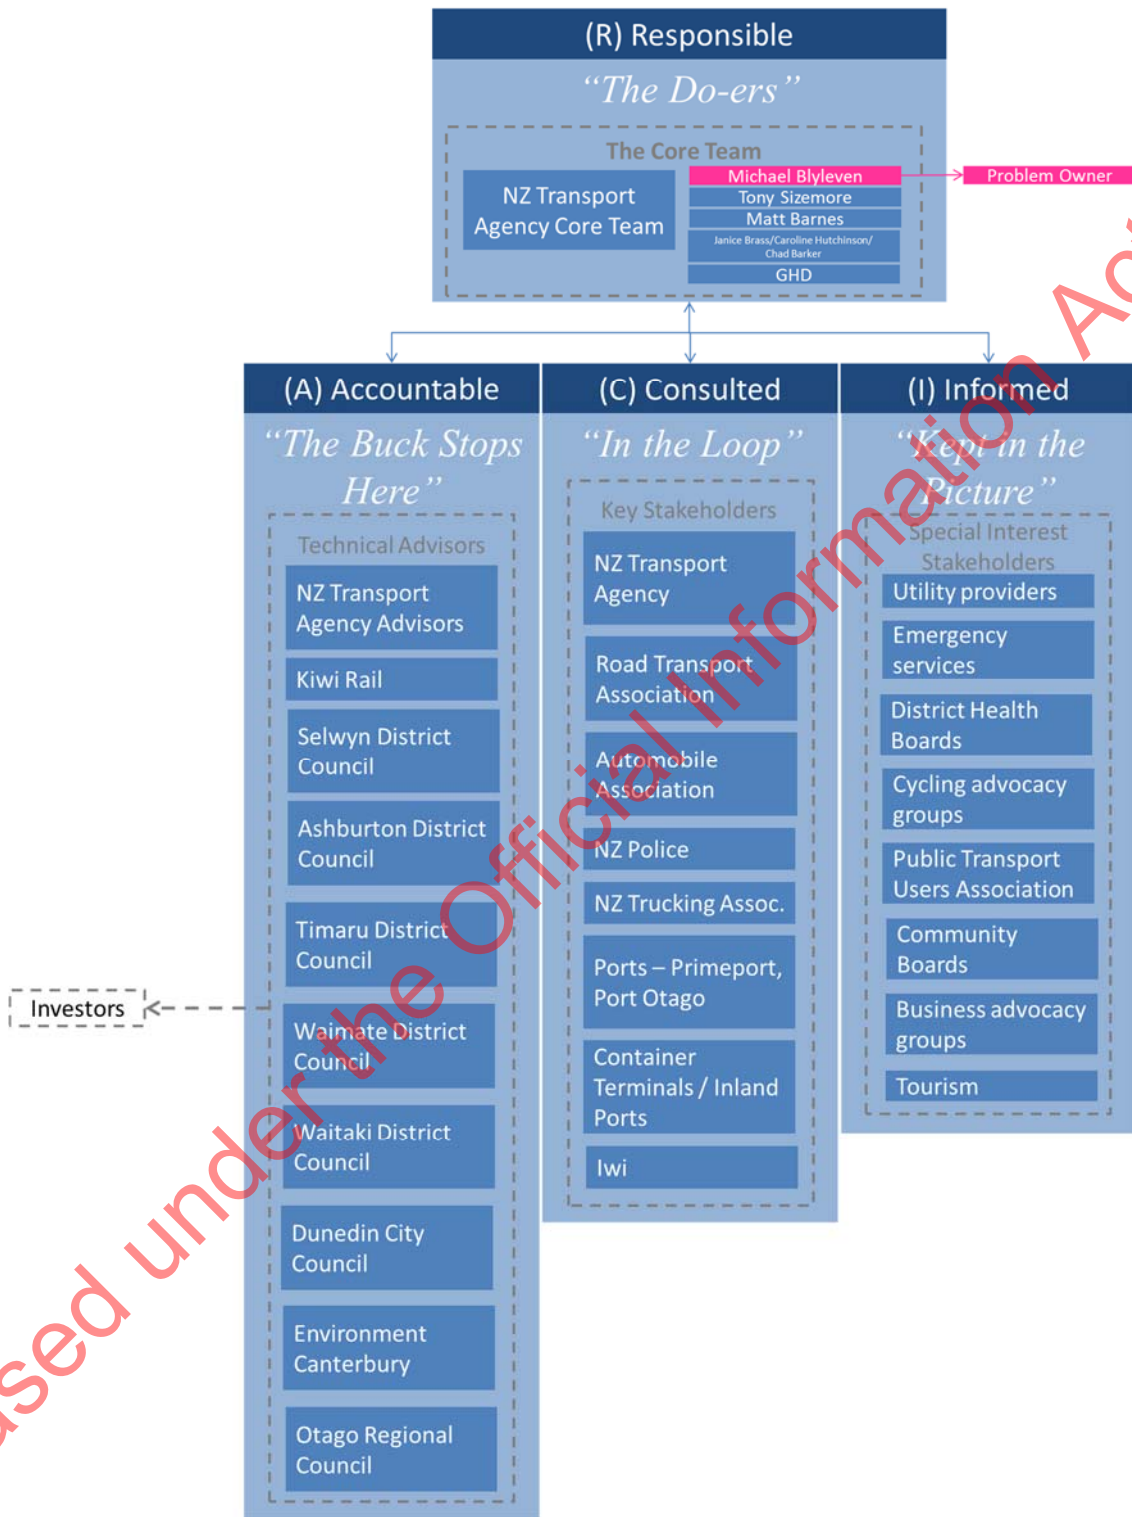 (R) Responsible
“The Do-ers”
The Core Team
NZ Transport
Agency Core Team
Michael Blyleven
Problem Owner
Tony Sizemore
Matt Barnes
Janice Brass/Caroline Hutchinson/
Chad Barker
GHD
(A) Accountable
“The Buck Stops
Here”
Technical Advisors
NZ Transport
Agency Advisors
Kiwi Rail
Selwyn District
Council
Ashburton District
Council
Timaru District
Council
Waimate District
Council
Waitaki District
Council
Dunedin City
Council
Environment
Canterbury
Otago Regional
Council
Investors
(C) Consulted
“In the Loop”
Key Stakeholders
NZ Transport
Agency
Road Transport
Association
Automobile
Association
NZ Police
NZ Trucking Assoc.
Ports – Primeport,
Port Otago
Container
Terminals / Inland
Ports
Iwi
(I) Informed
“Kept in the
Picture”
Special Interest
Stakeholders
Utility providers
Emergency
services
District Health
Boards
Cycling advocacy
groups
Public Transport
Users Association
Community
Boards
Business advocacy
groups
Tourism
ased under the Official Information Ac